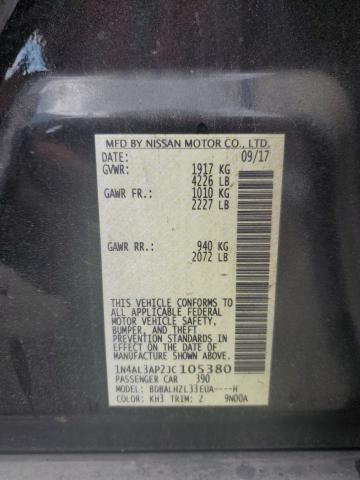 MFD BY NISSAN MOTOR CO., LTD.
DATE: 09/17
GVWR: 1917 KG
4226 LB
GAWR FR.: 1010 KG
2227 LB
GAWR RR.: 940 KG
2072 LB
THIS VEHICLE CONFORMS TO
ALL APPLICABLE FEDERAL
MOTOR VEHICLE SAFETY,
BUMPER, AND THEFT
PREVENTION STANDARDS IN
EFFECT ON THE DATE OF
MANUFACTURE SHOWN ABOVE.
1N4AL3AP2JC105380
PASSENGER CAR 390
MODEL: BDBALHZL33EUA----H
COLOR: KH3 TRIM: Z 9N00A